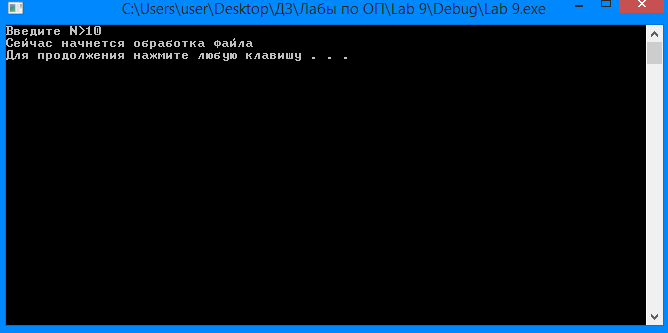 C:\Users\user\Desktop\ДЗ\Лабы по ОП\Lab 9\Debug\Lab 9.exe
Введите N>10
Сейчас начнется обработка файла
Для продолжения нажмите любую клавишу . . .